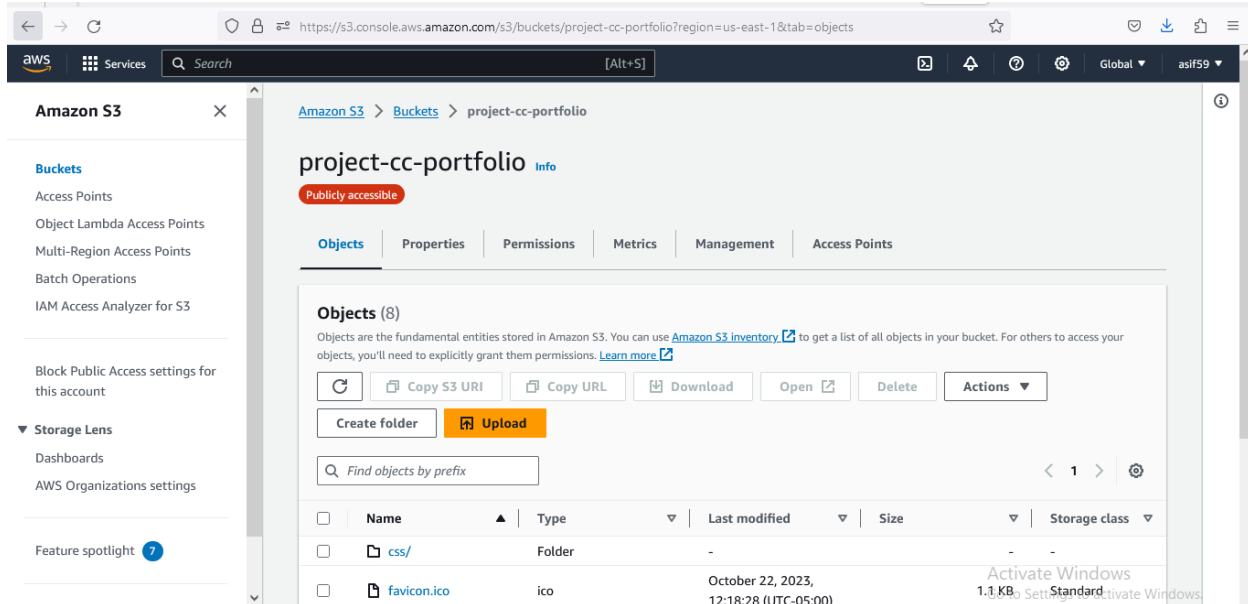 https://s3.console.aws.amazon.com/s3/buckets/project-cc-portfolio?region=us-east-1&tab=objects
aws
Services
Search
[Alt+S]
Global
asif59
Amazon S3
Buckets
Access Points
Object Lambda Access Points
Multi-Region Access Points
Batch Operations
IAM Access Analyzer for S3
Block Public Access settings for
this account
Storage Lens
Dashboards
AWS Organizations settings
Feature spotlight 7
Amazon S3 > Buckets > project-cc-portfolio
project-cc-portfolio Info
Publicly accessible
Objects Properties Permissions Metrics Management Access Points
Objects (8)
Objects are the fundamental entities stored in Amazon S3. You can use Amazon S3 inventory to get a list of all objects in your bucket. For others to access your
objects, you'll need to explicitly grant them permissions. Learn more
Copy S3 URI Copy URL Download Open Delete Actions
Create folder Upload
Find objects by prefix
1
Name Type Last modified Size Storage class
css/ Folder - - -
favicon.ico ico October 22, 2023, 12:18:28 (UTC-05:00) 1.1 KB Standard
Activate Windows
Go to Settings to activate Windows.